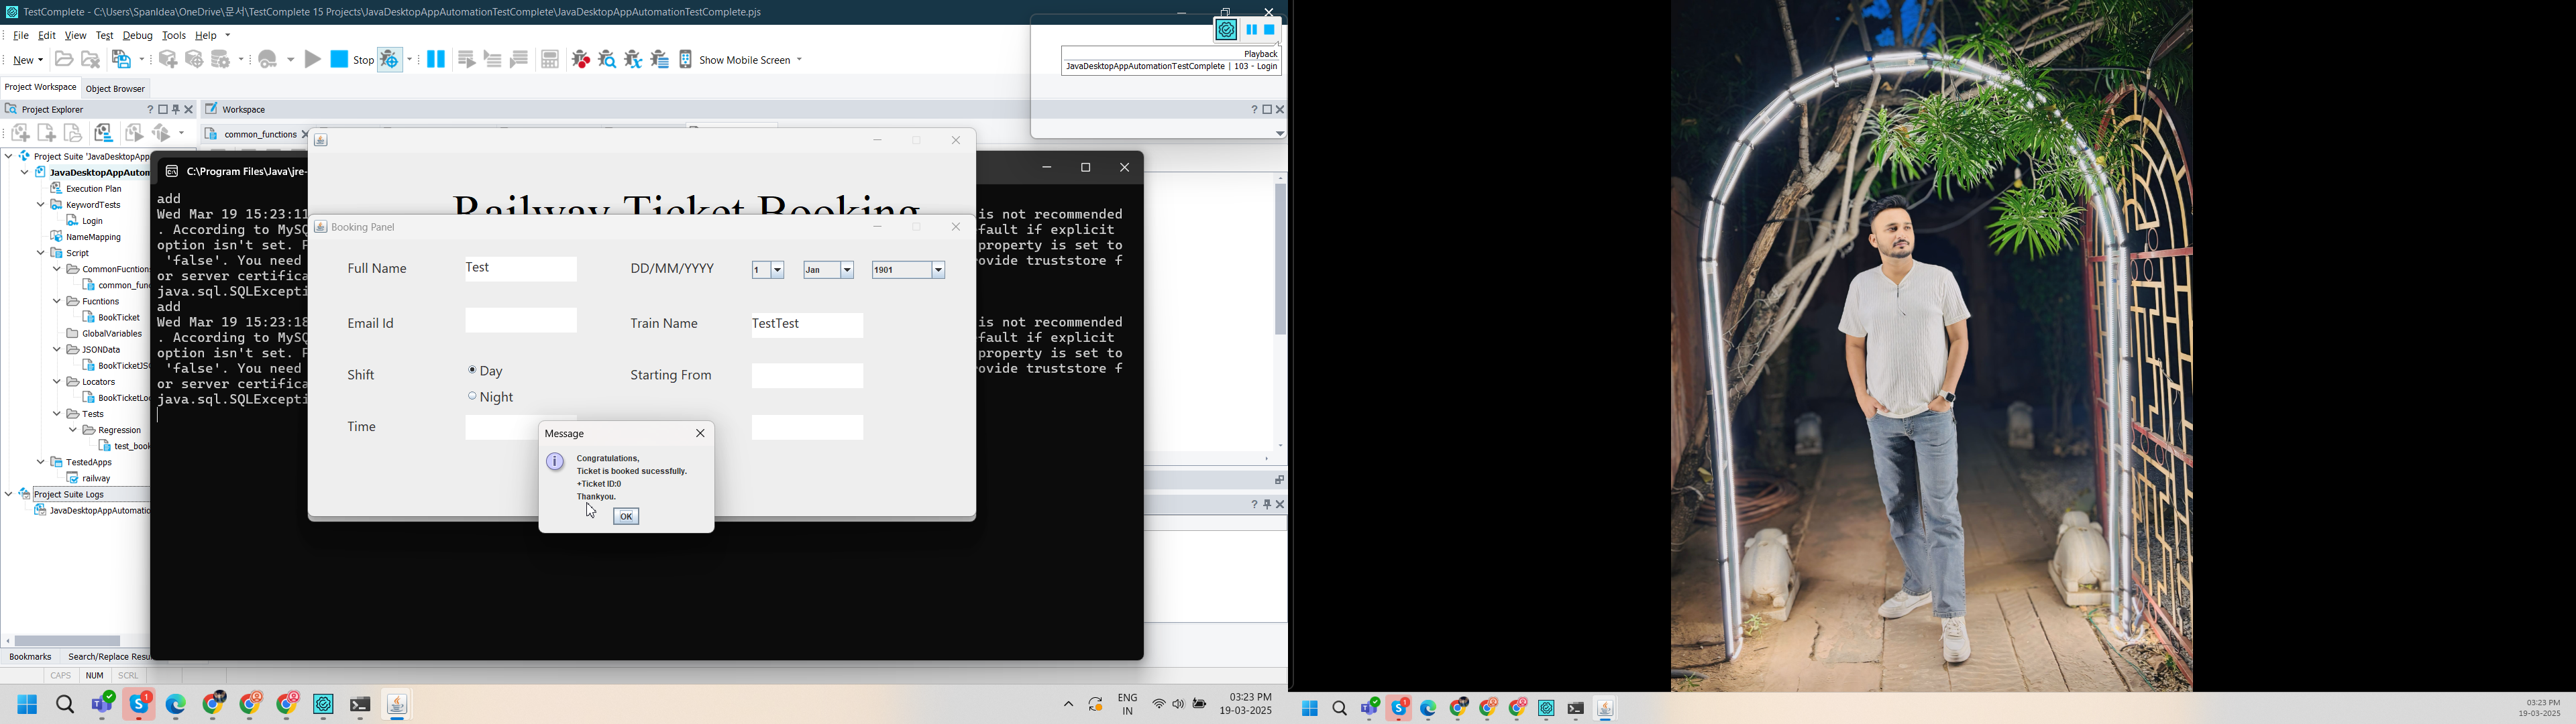 TestComplete - C:\Users\SpanIdea\OneDrive\문서\TestComplete 15 Projects\JavaDesktopAppAutomationTestComplete\JavaDesktopAppAutomationTestComplete.pjs
File Edit View Test Debug Tools Help
New
Stop
Show Mobile Screen
Playback
JavaDesktopAppAutomationTestComplete | 103 - Login
Project Workspace
Object Browser
Project Explorer
Workspace
common_functions
Project Suite 'JavaDesktopApp
JavaDesktopAppAutom
Execution Plan
KeywordTests
Login
NameMapping
Script
CommonFucntions
common_func
Fucntions
BookTicket
GlobalVariables
JSONData
BookTicketJSO
Locators
BookTicketLoc
Tests
Regression
test_book
TestedApps
railway
Project Suite Logs
JavaDesktopAppAutomatio
Bookmarks
Search/Replace Resu
CAPS NUM SCRL
C:\Program Files\Java\jre-
add
Wed Mar 19 15:23:11
is not recommended
. According to MySQ
fault if explicit
option isn't set. F
property is set to
'false'. You need
ovide truststore f
or server certifica
java.sql.SQLExcepti
add
Wed Mar 19 15:23:18
is not recommended
. According to MySQ
fault if explicit
option isn't set. F
property is set to
'false'. You need
ovide truststore f
or server certifica
java.sql.SQLExcepti
Railway Ticket Booking
Booking Panel
Full Name
Test
DD/MM/YYYY
1
Jan
1901
Email Id
Train Name
TestTest
Shift
Day
Starting From
Night
Time
Message
Congratulations,
Ticket is booked sucessfully.
+Ticket ID:0
Thankyou.
OK
ENG
IN
03:23 PM
19-03-2025
03:23 PM
19-03-2025